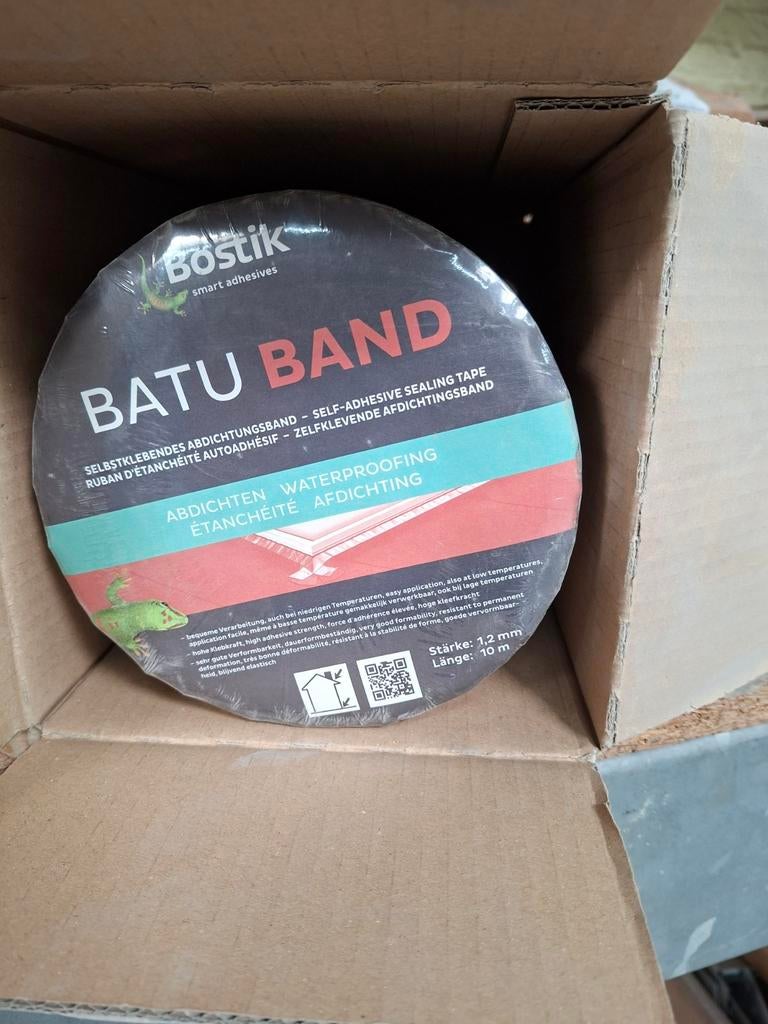 Bostik
smart adhesives
BATU BAND
SELBSTKLEBENDES ABDICHTUNGSBAND – SELF-ADHESIVE SEALING TAPE
RUBAN D'ÉTANCHÉITÉ AUTOADHÉSIF – ZELFKLEVENDE AFDICHTINGSBAND
ABDICHTEN WATERPROOFING
ÉTANCHÉITÉ AFDICHTING
- bequeme Verarbeitung, auch bei niedrigen Temperaturen, easy application, also at low temperatures,
application facile, même à basse température gemakkelijk verwerkbaar, ook bij lage temperaturen
- hohe Klebkraft, high adhesive strength, force d'adhérence élevée, hoge kleefkracht
- sehr gute Verformbarkeit, dauerformbeständig, very good formability, resistant to permanent
deformation, très bonne déformabilité, résistant à la stabilité de forme, goede vervormbaar-
heid, blijvend elastisch
Stärke: 1,2 mm
Länge: 10 m